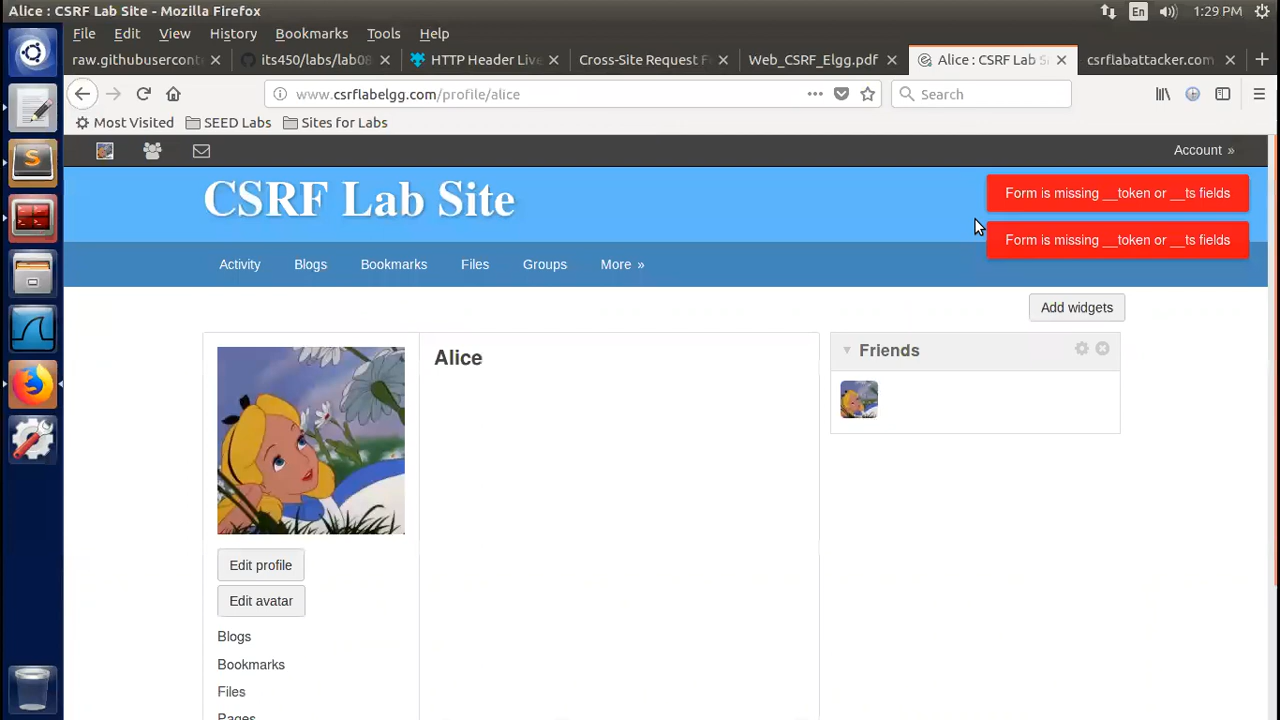 Alice : CSRF Lab Site - Mozilla Firefox
En
1:29 PM
File Edit View History Bookmarks Tools Help
raw.githubusercont
its450/labs/lab08
HTTP Header Live
Cross-Site Request F
Web_CSRF_Elgg.pdf
Alice : CSRF Lab S
csrflabattacker.com
www.csrflabelgg.com/profile/alice
Search
Most Visited
SEED Labs
Sites for Labs
Account »
CSRF Lab Site
Form is missing __token or __ts fields
Form is missing __token or __ts fields
Activity Blogs Bookmarks Files Groups More »
Add widgets
Alice
Friends
Edit profile
Edit avatar
Blogs
Bookmarks
Files
Pages